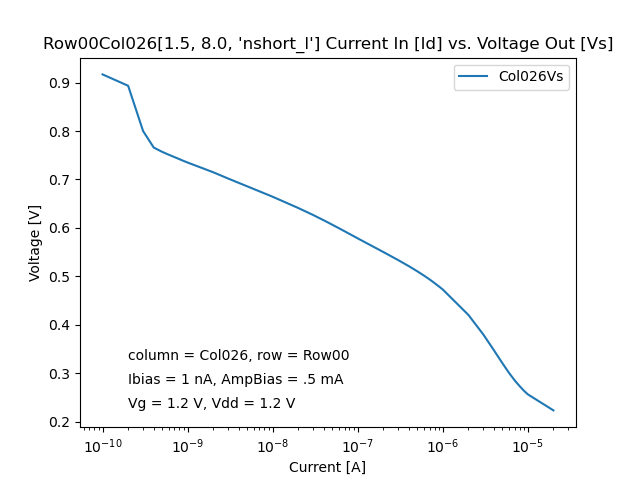 Row00Col026[1.5, 8.0, 'nshort_l'] Current In [Id] vs. Voltage Out [Vs]
Col026Vs
0.9
0.8
0.7
0.6
0.5
0.4
0.3
0.2
Voltage [V]
column = Col026, row = Row00
Ibias = 1 nA, AmpBias = .5 mA
Vg = 1.2 V, Vdd = 1.2 V
10⁻¹⁰ 10⁻⁹ 10⁻⁸ 10⁻⁷ 10⁻⁶ 10⁻⁵
Current [A]